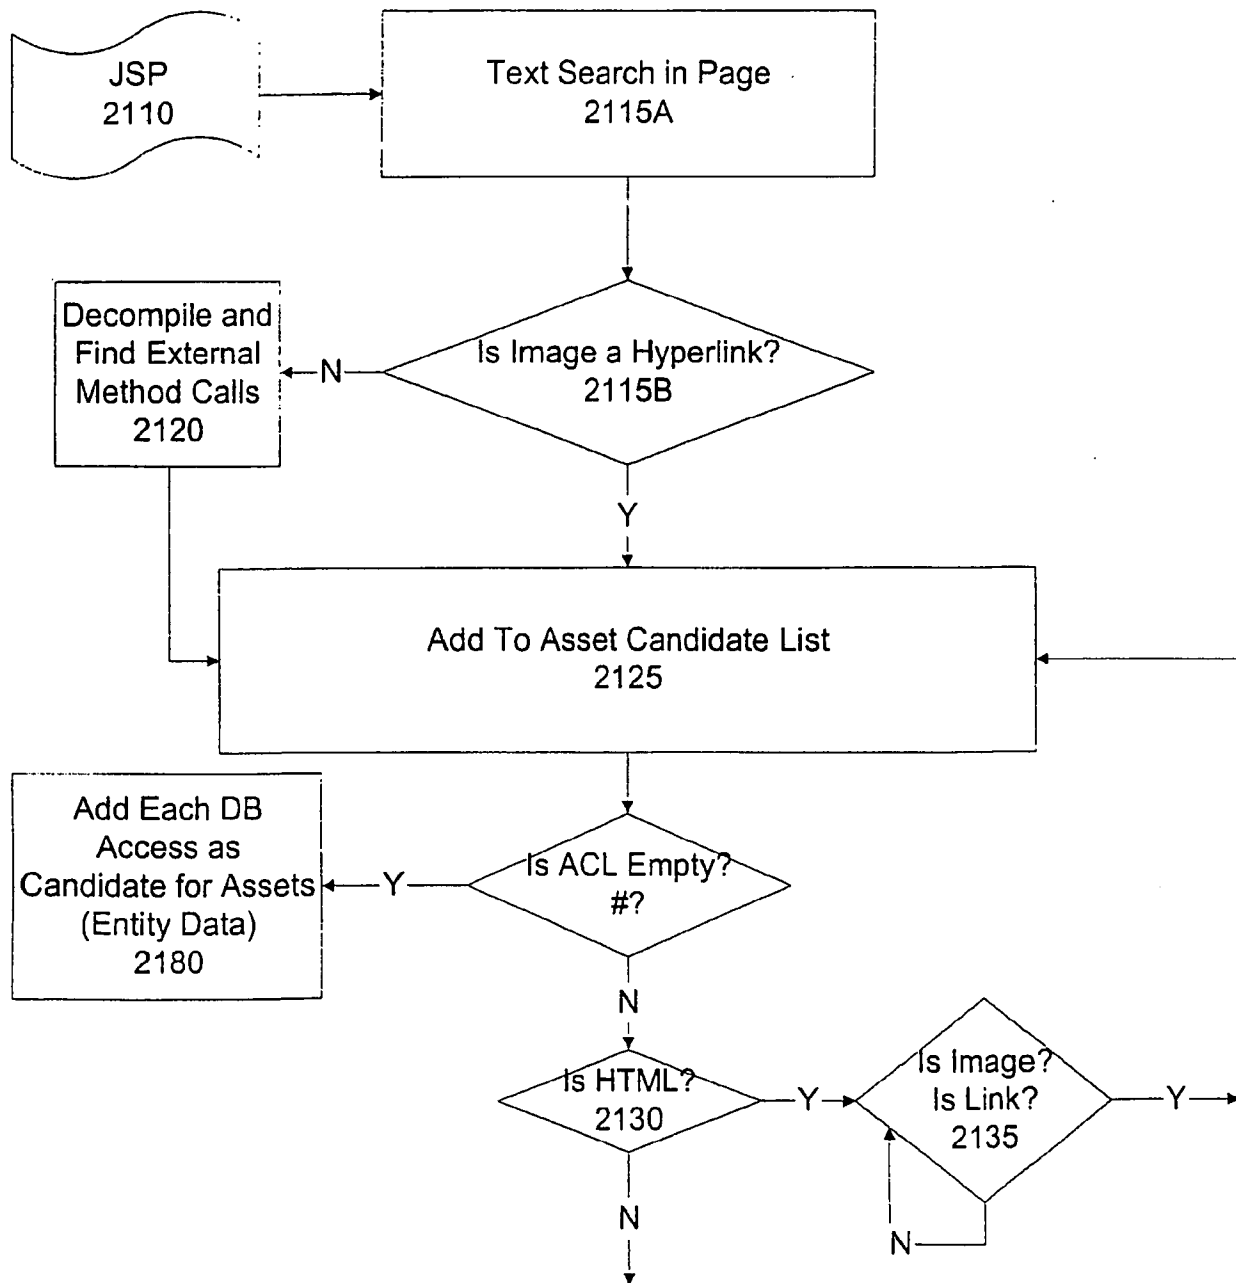 JSP
2110
Text Search in Page
2115A
Is Image a Hyperlink?
2115B
N
Decompile and
Find External
Method Calls
2120
Y
Add To Asset Candidate List
2125
Is ACL Empty?
#?
Y
Add Each DB
Access as
Candidate for Assets
(Entity Data)
2180
N
Is HTML?
2130
Y
Is Image?
Is Link?
2135
Y
N
N